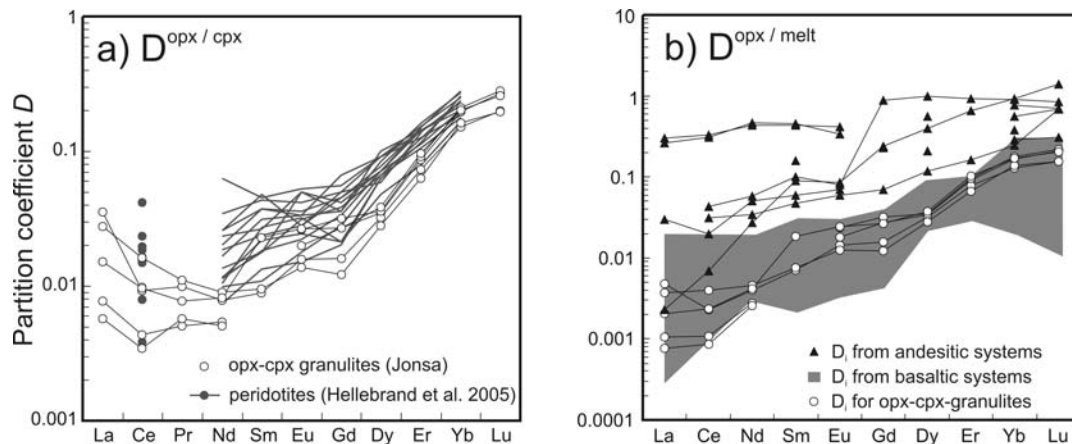 a) D^opx / cpx
Partition coefficient D
1
0.1
0.01
0.001
opx-cpx granulites (Jonsa)
peridotites (Hellebrand et al. 2005)
La Ce Pr Nd Sm Eu Gd Dy Er Yb Lu
b) D^opx / melt
10
1
0.1
0.01
0.001
0.0001
D_i from andesitic systems
D_i from basaltic systems
D_i for opx-cpx-granulites
La Ce Nd Sm Eu Gd Dy Er Yb Lu